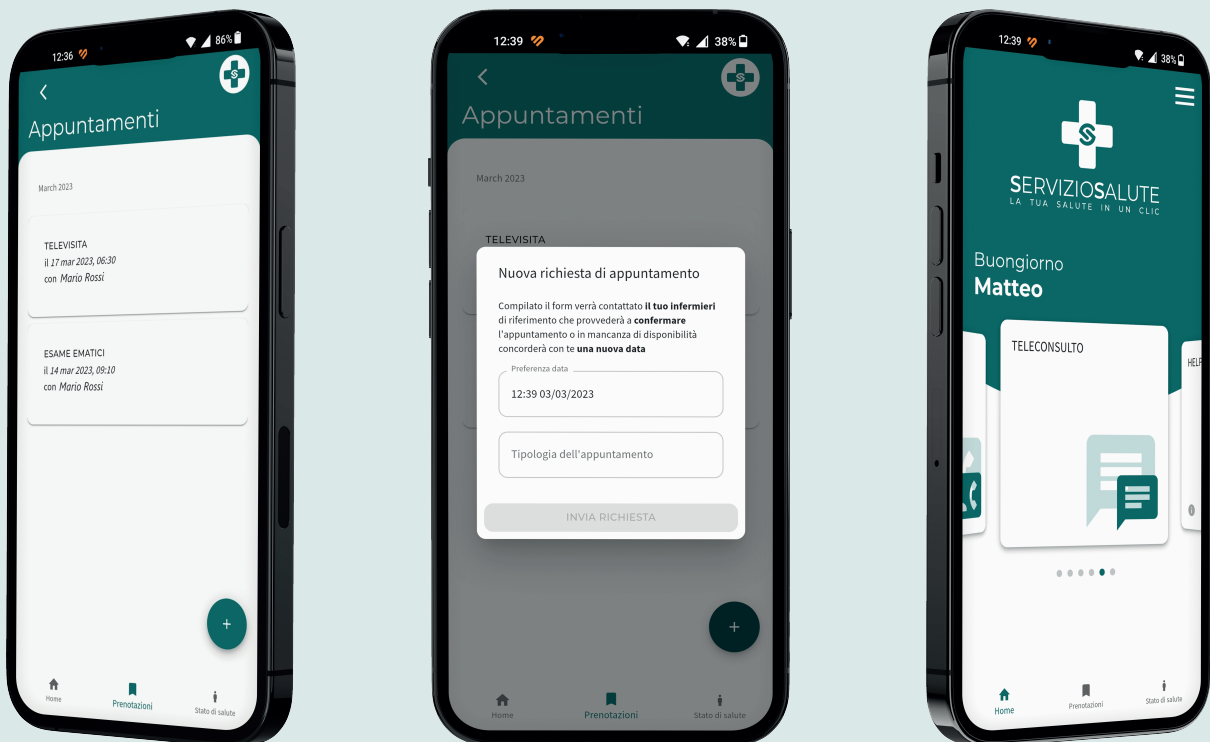 12:36
86%
Appuntamenti
March 2023
TELEVISITA
il 17 mar 2023, 06:30
con Mario Rossi
ESAME EMATICI
il 14 mar 2023, 09:10
con Mario Rossi
+
Home
Prenotazioni
Stato di salute
12:39
38%
Appuntamenti
March 2023
TELEVISITA
Nuova richiesta di appuntamento
Compilato il form verrà contattato il tuo infermieri
di riferimento che provvederà a confermare
l'appuntamento o in mancanza di disponibilità
concorderà con te una nuova data
Preferenza data
12:39 03/03/2023
Tipologia dell'appuntamento
INVIA RICHIESTA
+
Home
Prenotazioni
Stato di salute
12:39
38%
S
SERVIZIOSALUTE
LA TUA SALUTE IN UN CLIC
Buongiorno
Matteo
TELECONSULTO
HELP
Home
Prenotazioni
Stato di salute